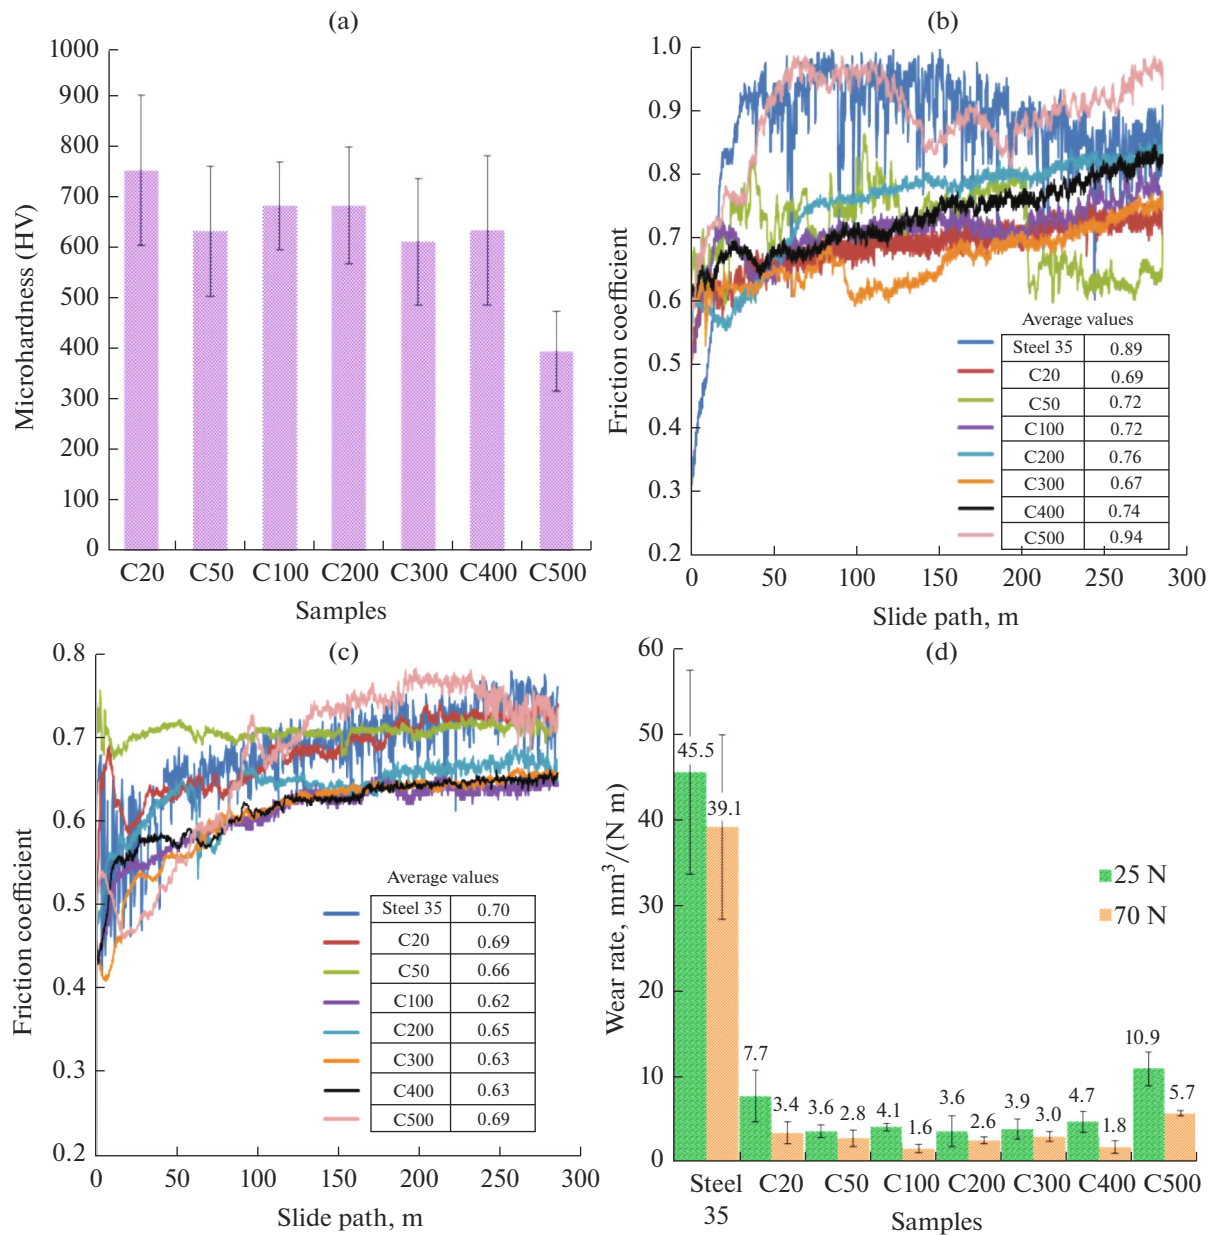 (a)
1000
900
800
700
600
500
400
300
200
100
0
Microhardness (HV)
C20 C50 C100 C200 C300 C400 C500
Samples
(b)
1.0
0.9
0.8
0.7
0.6
0.5
0.4
0.3
0.2
Friction coefficient
Average values
Steel 35 0.89
C20 0.69
C50 0.72
C100 0.72
C200 0.76
C300 0.67
C400 0.74
C500 0.94
0 50 100 150 200 250 300
Slide path, m
(c)
0.8
0.7
0.6
0.5
0.4
0.3
0.2
Friction coefficient
Average values
Steel 35 0.70
C20 0.69
C50 0.66
C100 0.62
C200 0.65
C300 0.63
C400 0.63
C500 0.69
0 50 100 150 200 250 300
Slide path, m
(d)
60
50
40
30
20
10
0
Wear rate, mm³/(N m)
45.5
39.1
7.7
3.4
3.6
2.8
4.1
1.6
3.6
2.6
3.9
3.0
4.7
1.8
10.9
5.7
25 N
70 N
Steel C20 C50 C100 C200 C300 C400 C500
35
Samples